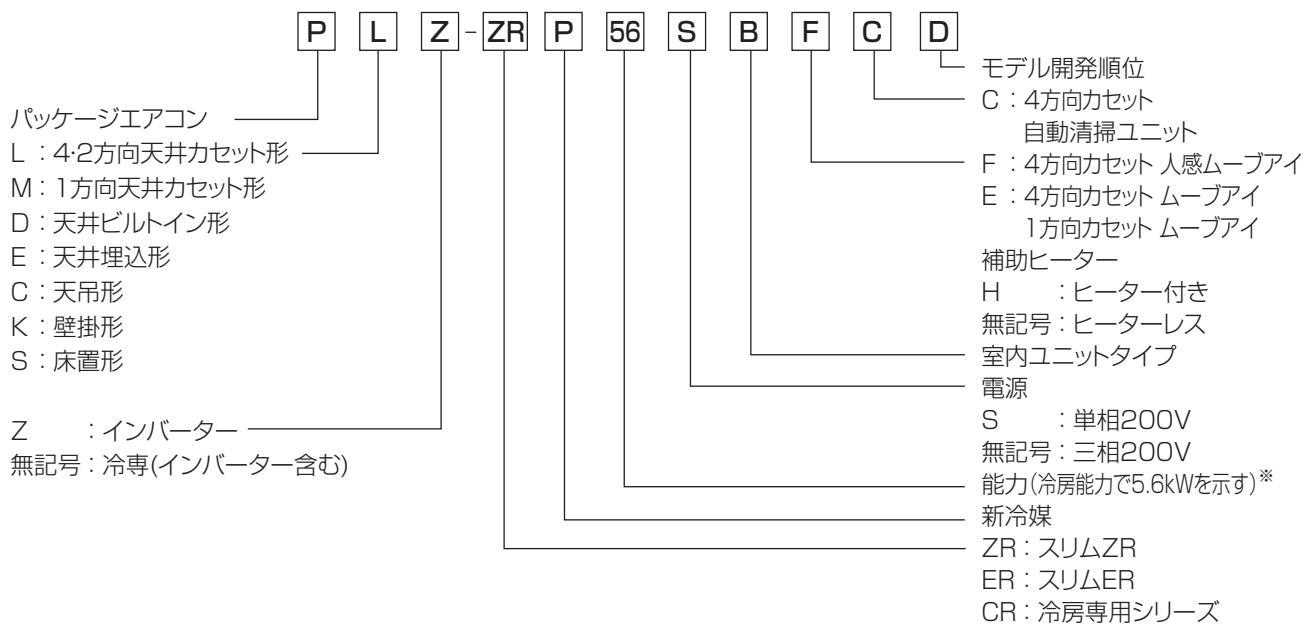 P L Z - ZR P 56 S B F C D
パッケージエアコン
L：4・2方向天井カセット形
M：1方向天井カセット形
D：天井ビルトイン形
E：天井埋込形
C：天吊形
K：壁掛形
S：床置形
Z ：インバーター
無記号：冷専(インバーター含む)
モデル開発順位
C：4方向カセット
自動清掃ユニット
F：4方向カセット 人感ムーブアイ
E：4方向カセット ムーブアイ
1方向カセット ムーブアイ
補助ヒーター
H ：ヒーター付き
無記号：ヒーターレス
室内ユニットタイプ
電源
S ：単相200V
無記号：三相200V
能力(冷房能力で5.6kWを示す)※
新冷媒
ZR：スリムZR
ER：スリムER
CR：冷房専用シリーズ